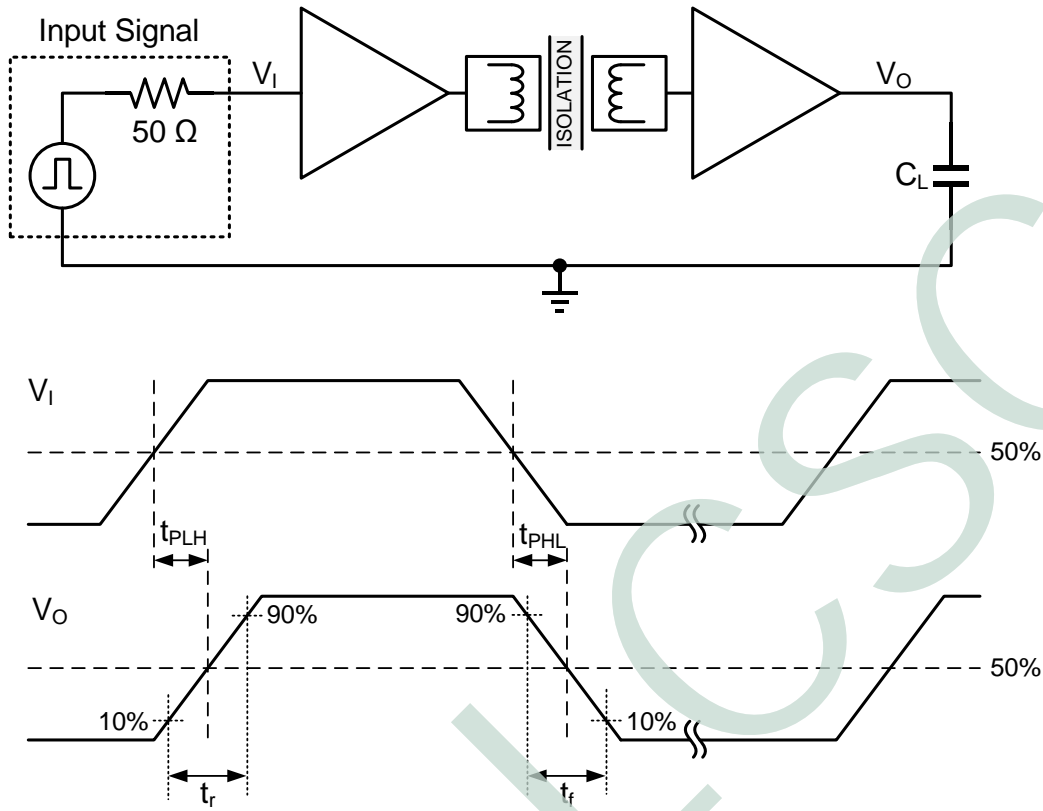 Input Signal
V_I
V_O
50 Ω
ISOLATION
C_L
V_I
50%
t_PLH
t_PHL
V_O
90%
90%
50%
10%
10%
t_r
t_f
LCSC